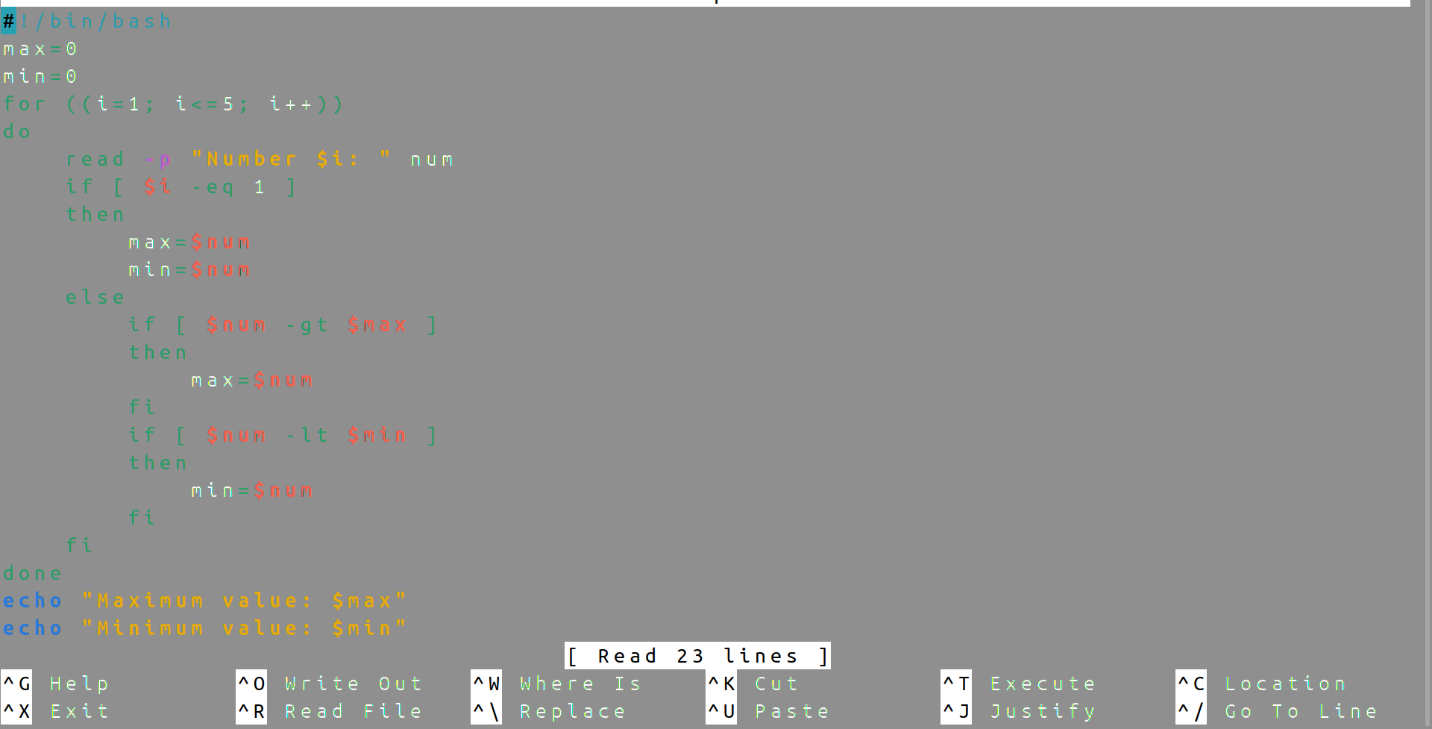 #!/bin/bash
max=0
min=0
for ((i=1; i<=5; i++))
do
    read -p "Number $i: " num
    if [ $i -eq 1 ]
    then
        max=$num
        min=$num
    else
        if [ $num -gt $max ]
        then
            max=$num
        fi
        if [ $num -lt $min ]
        then
            min=$num
        fi
    fi
done
echo "Maximum value: $max"
echo "Minimum value: $min"
[ Read 23 lines ]
^G Help ^O Write Out ^W Where Is ^K Cut ^T Execute ^C Location
^X Exit ^R Read File ^\ Replace ^U Paste ^J Justify ^/ Go To Line